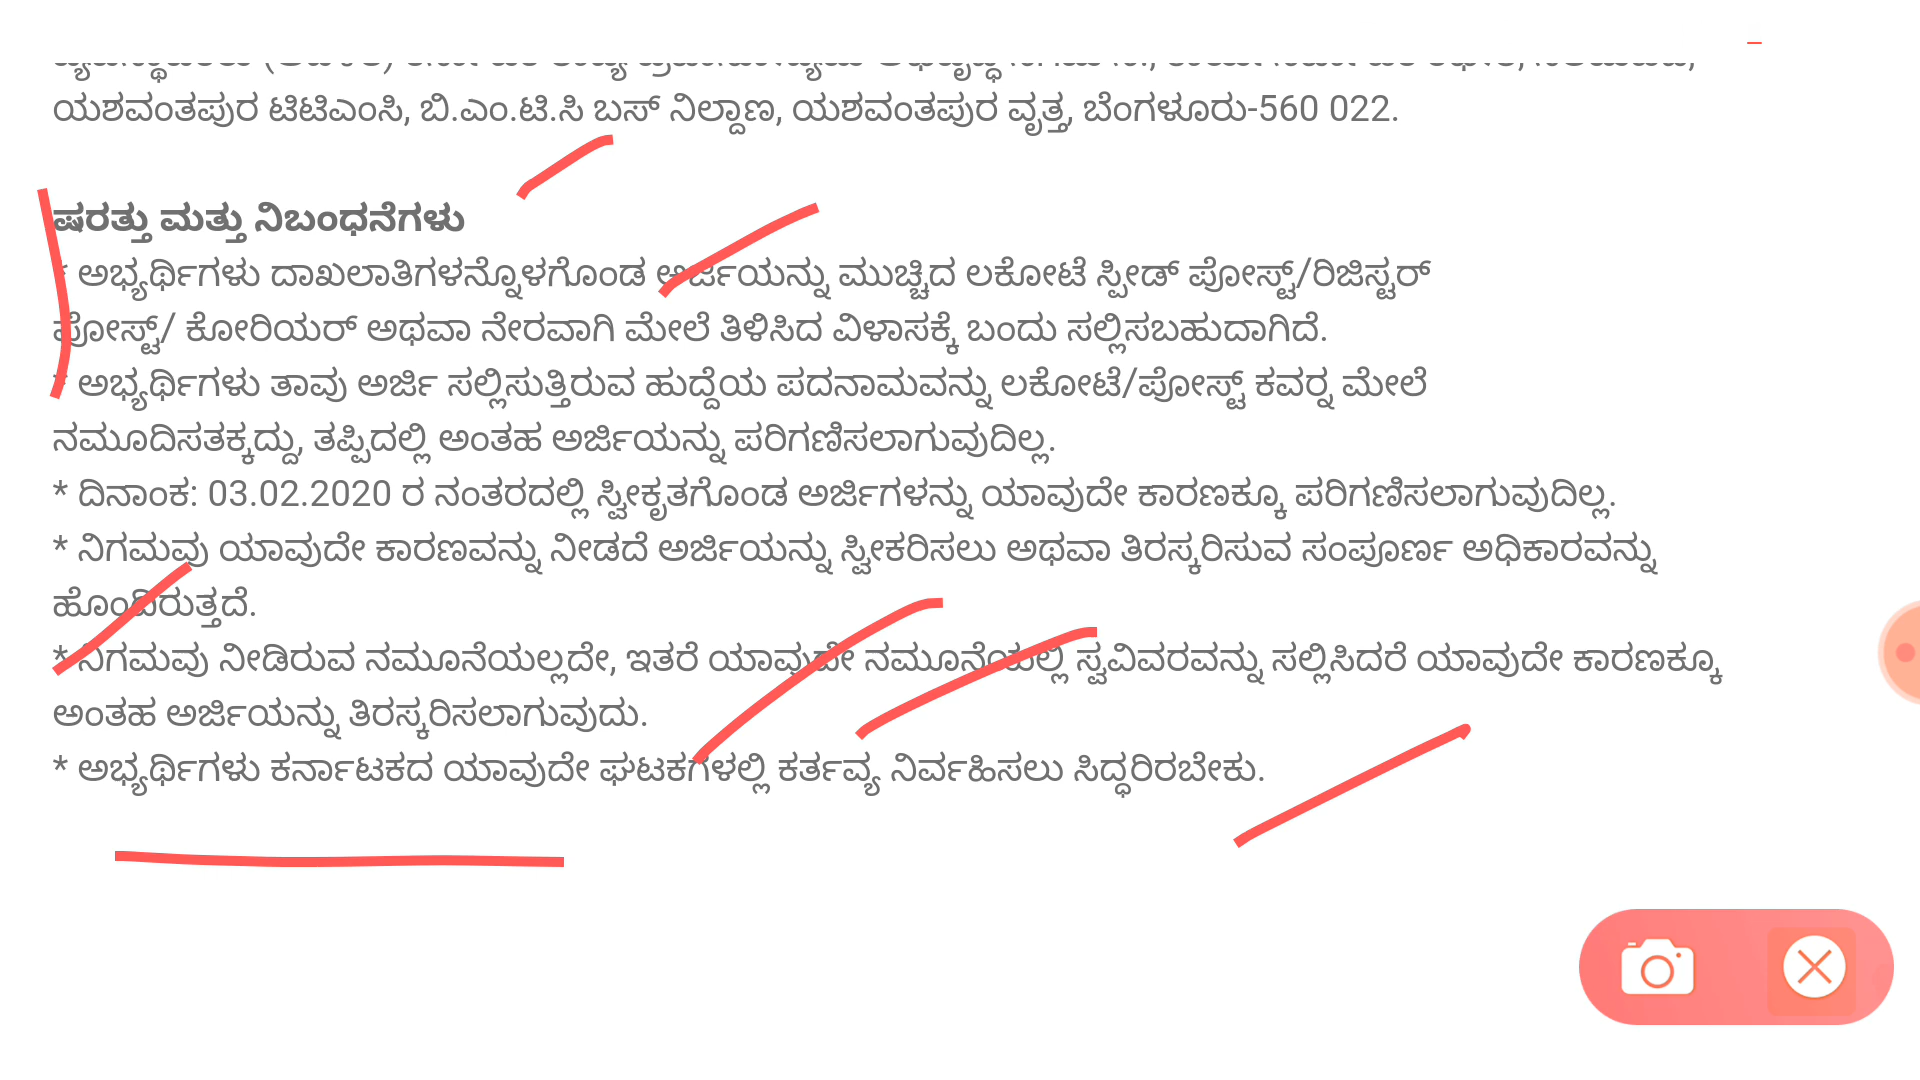 ಯಶವಂತಪುರ ಟಿಟಿಎಂಸಿ, ಬಿ.ಎಂ.ಟಿ.ಸಿ ಬಸ್ ನಿಲ್ದಾಣ, ಯಶವಂತಪುರ ವೃತ್ತ, ಬೆಂಗಳೂರು-560 022.
ಷರತ್ತು ಮತ್ತು ನಿಬಂಧನೆಗಳು
* ಅಭ್ಯರ್ಥಿಗಳು ದಾಖಲಾತಿಗಳನ್ನೊಳಗೊಂಡ ಅರ್ಜಿಯನ್ನು ಮುಚ್ಚಿದ ಲಕೋಟೆ ಸ್ಪೀಡ್ ಪೋಸ್ಟ್/ರಿಜಿಸ್ಟರ್
ಪೋಸ್ಟ್/ ಕೋರಿಯರ್ ಅಥವಾ ನೇರವಾಗಿ ಮೇಲೆ ತಿಳಿಸಿದ ವಿಳಾಸಕ್ಕೆ ಬಂದು ಸಲ್ಲಿಸಬಹುದಾಗಿದೆ.
* ಅಭ್ಯರ್ಥಿಗಳು ತಾವು ಅರ್ಜಿ ಸಲ್ಲಿಸುತ್ತಿರುವ ಹುದ್ದೆಯ ಪದನಾಮವನ್ನು ಲಕೋಟೆ/ಪೋಸ್ಟ್ ಕವರ್‍ನ ಮೇಲೆ
ನಮೂದಿಸತಕ್ಕದ್ದು, ತಪ್ಪಿದಲ್ಲಿ ಅಂತಹ ಅರ್ಜಿಯನ್ನು ಪರಿಗಣಿಸಲಾಗುವುದಿಲ್ಲ.
* ದಿನಾಂಕ: 03.02.2020 ರ ನಂತರದಲ್ಲಿ ಸ್ವೀಕೃತಗೊಂಡ ಅರ್ಜಿಗಳನ್ನು ಯಾವುದೇ ಕಾರಣಕ್ಕೂ ಪರಿಗಣಿಸಲಾಗುವುದಿಲ್ಲ.
* ನಿಗಮವು ಯಾವುದೇ ಕಾರಣವನ್ನು ನೀಡದೆ ಅರ್ಜಿಯನ್ನು ಸ್ವೀಕರಿಸಲು ಅಥವಾ ತಿರಸ್ಕರಿಸುವ ಸಂಪೂರ್ಣ ಅಧಿಕಾರವನ್ನು
ಹೊಂದಿರುತ್ತದೆ.
* ನಿಗಮವು ನೀಡಿರುವ ನಮೂನೆಯಲ್ಲದೇ, ಇತರೆ ಯಾವುದೇ ನಮೂನೆಯಲ್ಲಿ ಸ್ವವಿವರವನ್ನು ಸಲ್ಲಿಸಿದರೆ ಯಾವುದೇ ಕಾರಣಕ್ಕೂ
ಅಂತಹ ಅರ್ಜಿಯನ್ನು ತಿರಸ್ಕರಿಸಲಾಗುವುದು.
* ಅಭ್ಯರ್ಥಿಗಳು ಕರ್ನಾಟಕದ ಯಾವುದೇ ಘಟಕಗಳಲ್ಲಿ ಕರ್ತವ್ಯ ನಿರ್ವಹಿಸಲು ಸಿದ್ಧರಿರಬೇಕು.